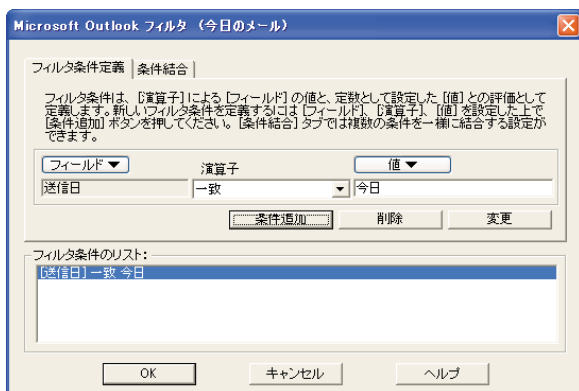 Microsoft Outlook フィルタ （今日のメール）
フィルタ条件定義 条件結合
フィルタ条件は、[演算子] による [フィールド] の値と、定数として設定した [値] との評価として
定義します。新しいフィルタ条件を定義するには [フィールド]、[演算子]、[値] を設定した上で
[条件追加] ボタンを押してください。[条件結合] タブでは複数の条件を一様に結合する設定が
できます。
フィールド▼ 演算子 値▼
送信日 一致 今日
条件追加 削除 変更
フィルタ条件のリスト：
[送信日] 一致 今日
OK キャンセル ヘルプ